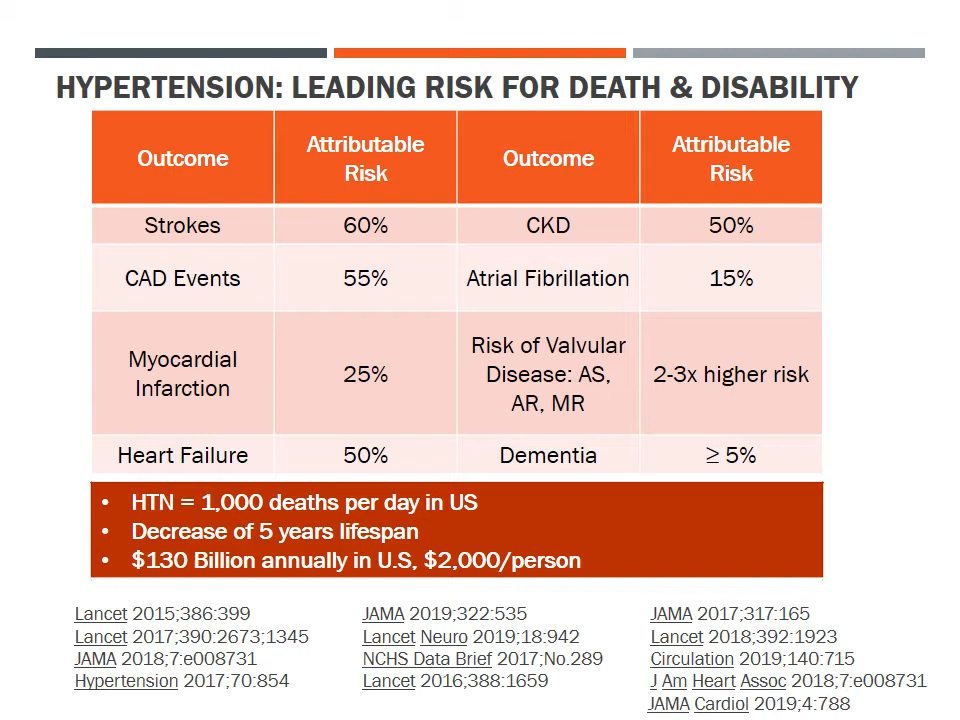 HYPERTENSION: LEADING RISK FOR DEATH & DISABILITY
Outcome
Attributable
Risk
Outcome
Attributable
Risk
Strokes
60%
CKD
50%
CAD Events
55%
Atrial Fibrillation
15%
Myocardial
Infarction
25%
Risk of Valvular
Disease: AS,
AR, MR
2-3x higher risk
Heart Failure
50%
Dementia
≥ 5%
• HTN = 1,000 deaths per day in US
• Decrease of 5 years lifespan
• $130 Billion annually in U.S, $2,000/person
Lancet 2015;386:399
Lancet 2017;390:2673;1345
JAMA 2018;7:e008731
Hypertension 2017;70:854
JAMA 2019;322:535
Lancet Neuro 2019;18:942
NCHS Data Brief 2017;No.289
Lancet 2016;388:1659
JAMA 2017;317:165
Lancet 2018;392:1923
Circulation 2019;140:715
J Am Heart Assoc 2018;7:e008731
JAMA Cardiol 2019;4:788